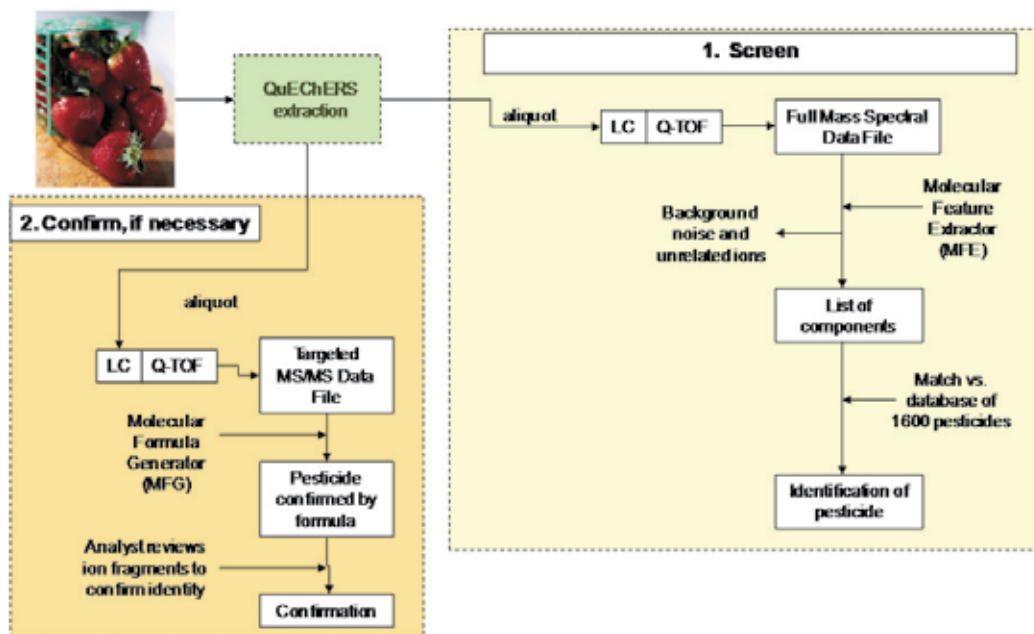 QuEChERS
extraction
1. Screen
aliquot
LC
Q-TOF
Full Mass Spectral
Data File
Molecular
Feature
Extractor
(MFE)
Background
noise and
unrelated ions
List of
components
Match vs.
database of
1600 pesticides
Identification of
pesticide
2. Confirm, if necessary
aliquot
LC
Q-TOF
Targeted
MS/MS Data
File
Molecular
Formula
Generator
(MFG)
Pesticide
confirmed by
formula
Analyst reviews
ion fragments to
confirm identity
Confirmation